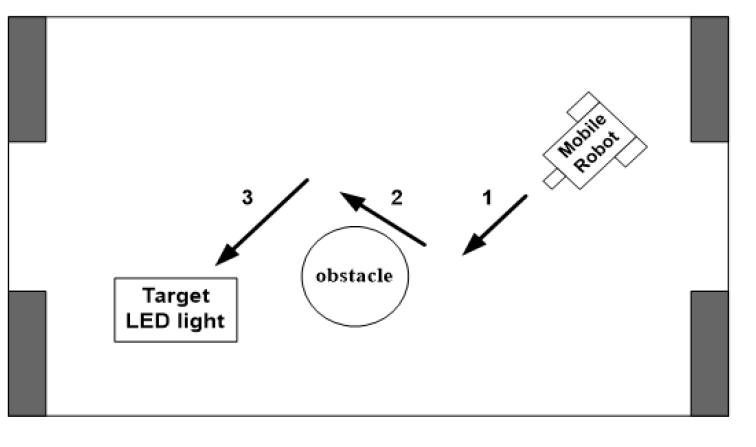 Mobile
Robot
3
2
1
obstacle
Target
LED light